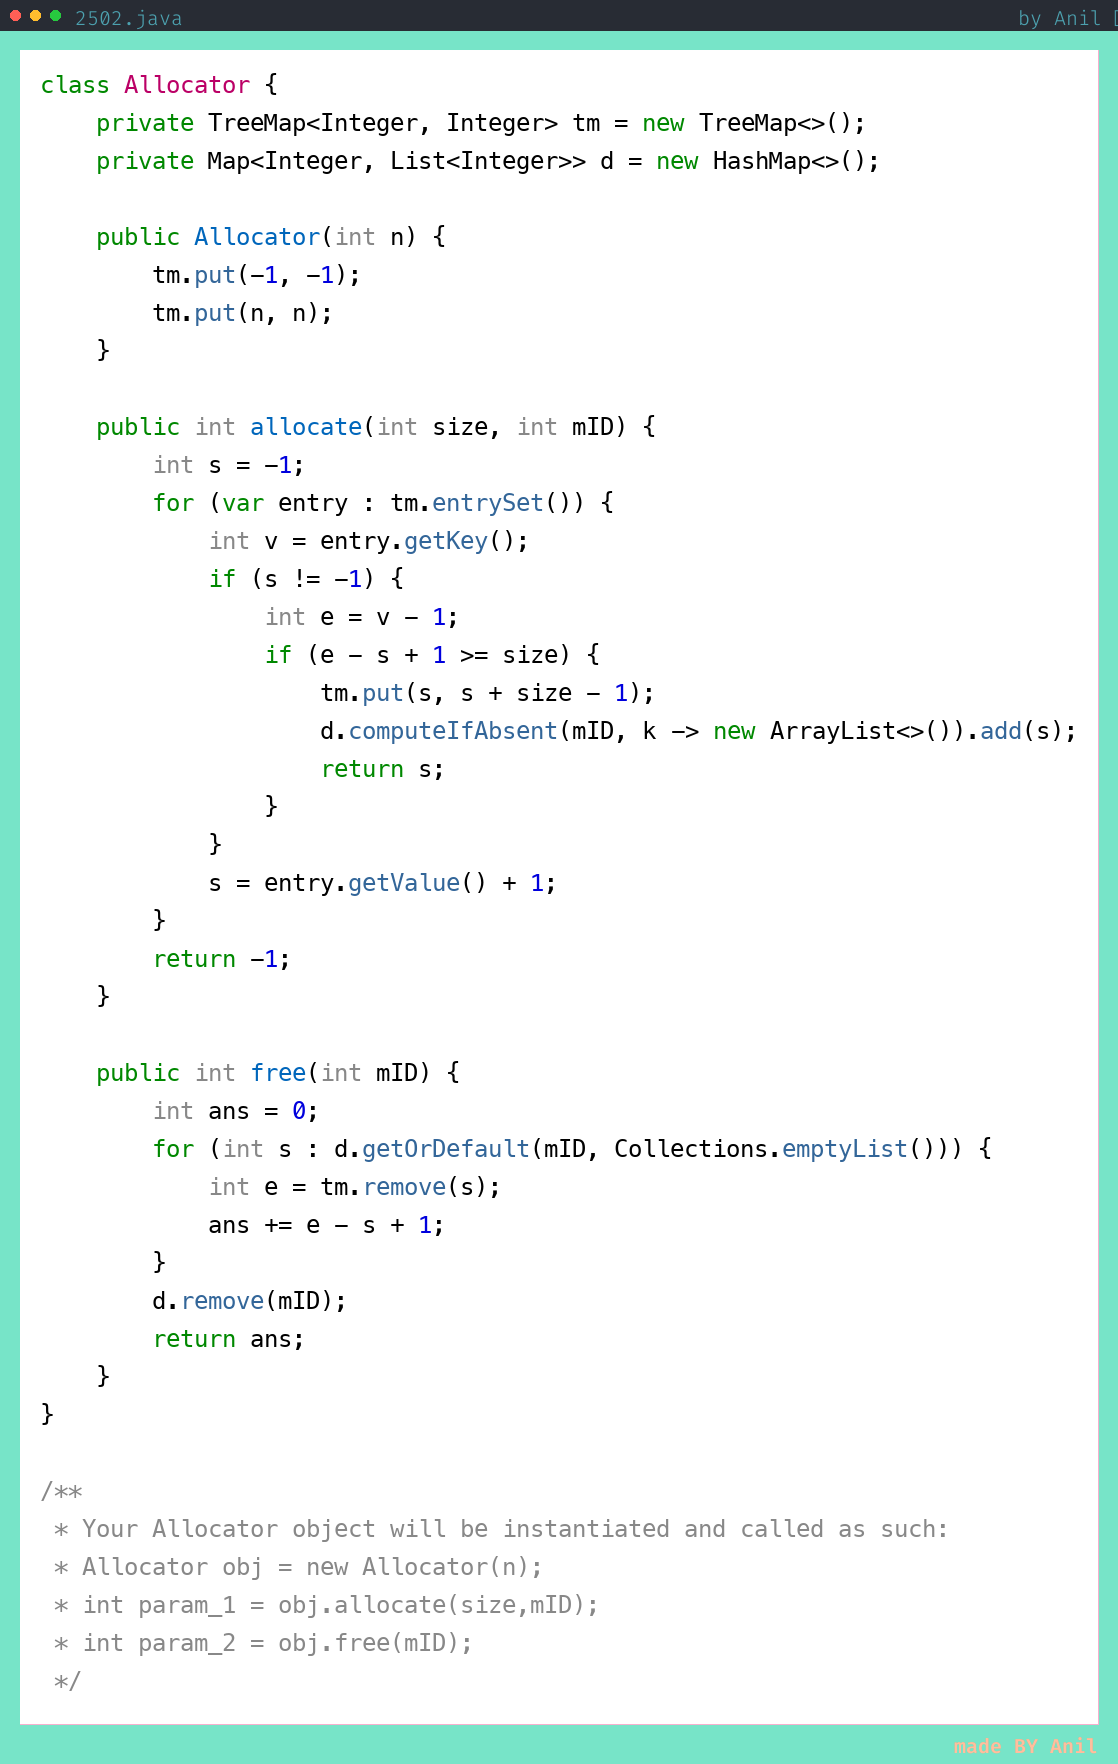 2502.java
by Anil
class Allocator {
    private TreeMap<Integer, Integer> tm = new TreeMap<>();
    private Map<Integer, List<Integer>> d = new HashMap<>();

    public Allocator(int n) {
        tm.put(-1, -1);
        tm.put(n, n);
    }

    public int allocate(int size, int mID) {
        int s = -1;
        for (var entry : tm.entrySet()) {
            int v = entry.getKey();
            if (s != -1) {
                int e = v - 1;
                if (e - s + 1 >= size) {
                    tm.put(s, s + size - 1);
                    d.computeIfAbsent(mID, k -> new ArrayList<>()).add(s);
                    return s;
                }
            }
            s = entry.getValue() + 1;
        }
        return -1;
    }

    public int free(int mID) {
        int ans = 0;
        for (int s : d.getOrDefault(mID, Collections.emptyList())) {
            int e = tm.remove(s);
            ans += e - s + 1;
        }
        d.remove(mID);
        return ans;
    }
}

/**
 * Your Allocator object will be instantiated and called as such:
 * Allocator obj = new Allocator(n);
 * int param_1 = obj.allocate(size,mID);
 * int param_2 = obj.free(mID);
 */
made BY Anil